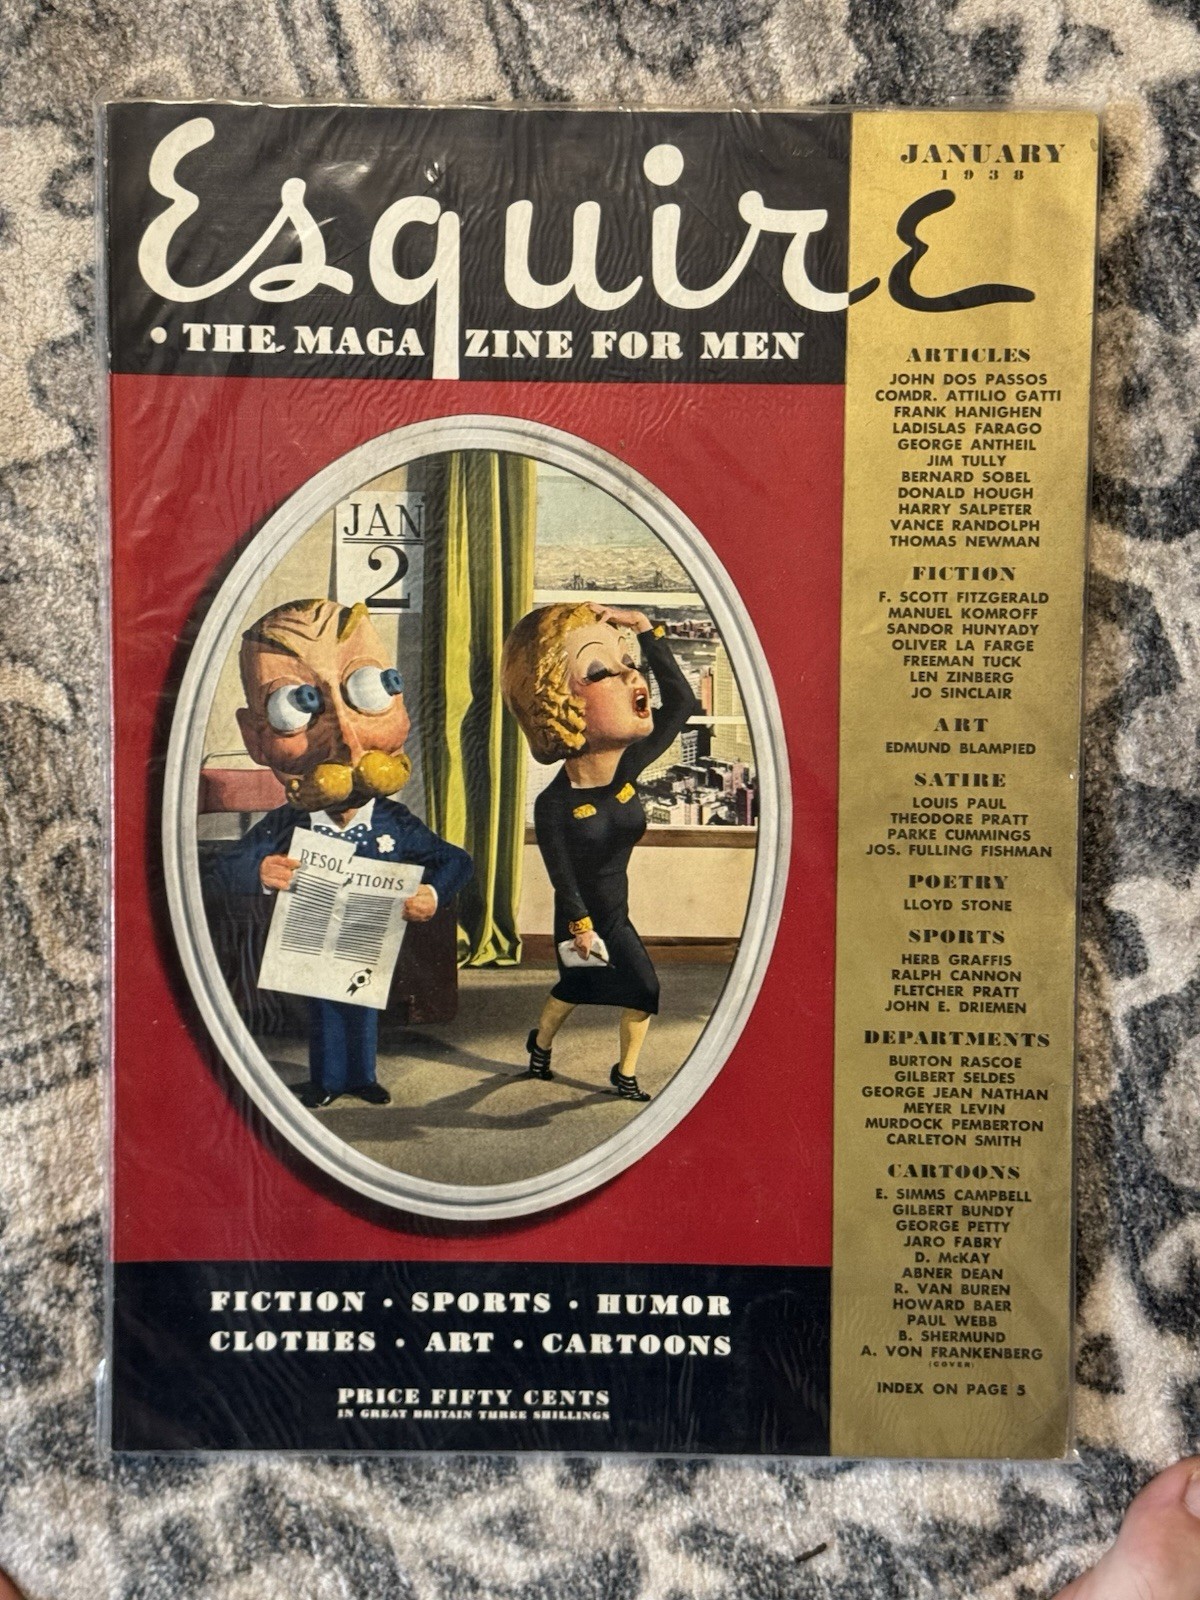 Esquire
• THE MAGAZINE FOR MEN
JAN
2
RESOLUTIONS
FICTION • SPORTS • HUMOR
CLOTHES • ART • CARTOONS
PRICE FIFTY CENTS
IN GREAT BRITAIN THREE SHILLINGS
JANUARY
1938
ARTICLES
JOHN DOS PASSOS
COMDR. ATTILIO GATTI
FRANK HANIGHEN
LADISLAS FARAGO
GEORGE ANTHEIL
JIM TULLY
BERNARD SOBEL
DONALD HOUGH
HARRY SALPETER
VANCE RANDOLPH
THOMAS NEWMAN
FICTION
F. SCOTT FITZGERALD
MANUEL KOMROFF
SANDOR HUNYADY
OLIVER LA FARGE
FREEMAN TUCK
LEN ZINBERG
JO SINCLAIR
ART
EDMUND BLAMPIED
SATIRE
LOUIS PAUL
THEODORE PRATT
PARKE CUMMINGS
JOS. FULLING FISHMAN
POETRY
LLOYD STONE
SPORTS
HERB GRAFFIS
RALPH CANNON
FLETCHER PRATT
JOHN E. DRIEMEN
DEPARTMENTS
BURTON RASCOE
GILBERT SELDES
GEORGE JEAN NATHAN
MEYER LEVIN
MURDOCK PEMBERTON
CARLETON SMITH
CARTOONS
E. SIMMS CAMPBELL
GILBERT BUNDY
GEORGE PETTY
JARO FABRY
D. McKAY
ABNER DEAN
R. VAN BUREN
HOWARD BAER
PAUL WEBB
B. SHERMUND
A. VON FRANKENBERG
(COVER)
INDEX ON PAGE 5